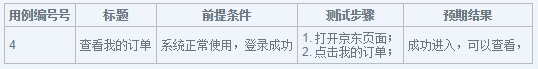 用例编号号 标题 前提条件 测试步骤 预期结果
4 查看我的订单 系统正常使用，登录成功 1. 打开京东页面；
2. 点击我的订单； 成功进入，可以查看，